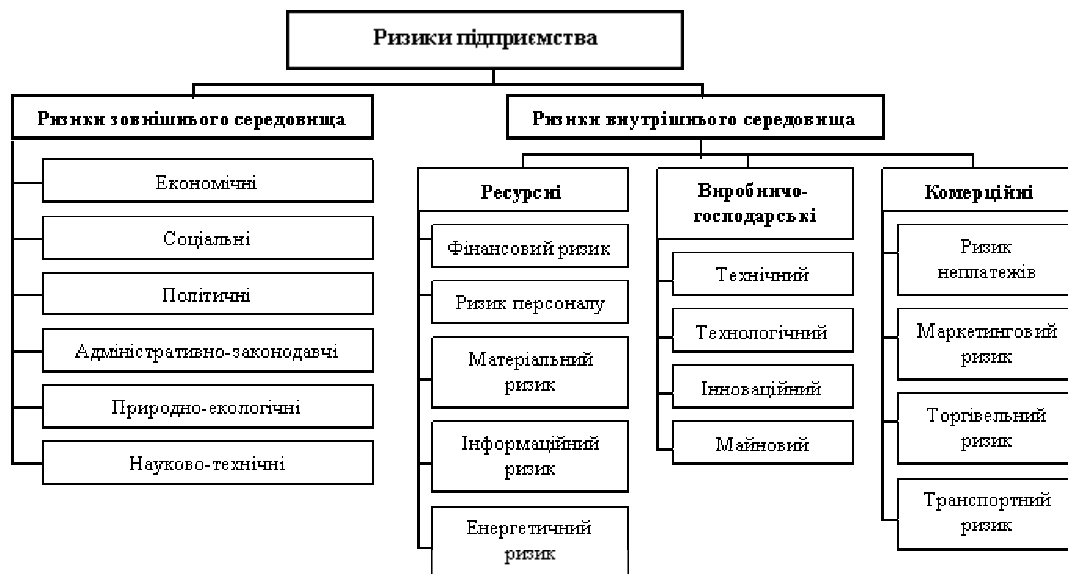 Ризики підприємства
Ризики зовнішнього середовища
Економічні
Соціальні
Політичні
Адміністративно-законодавчі
Природно-екологічні
Науково-технічні
Ризики внутрішнього середовища
Ресурсні
Фінансовий ризик
Ризик персоналу
Матеріальний
ризик
Інформаційний
ризик
Енергетичний
ризик
Виробничо-
господарські
Технічний
Технологічний
Інноваційний
Майновий
Комерційні
Ризик
неплатежів
Маркетинговий
ризик
Торгівельний
ризик
Транспортний
ризик